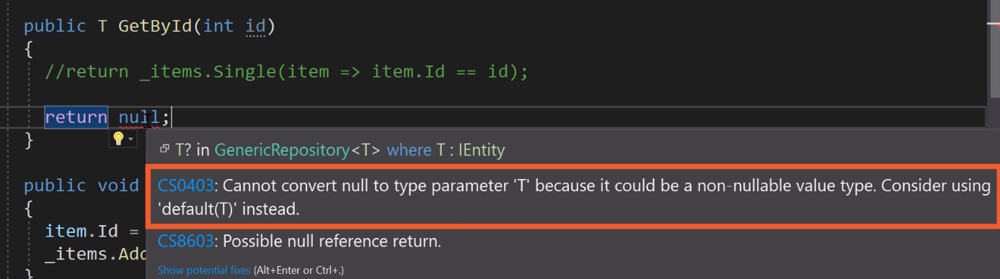 public T GetById(int id)
{
//return _items.Single(item => item.Id == id);
return null;
}
T? in GenericRepository<T> where T : IEntity
CS0403: Cannot convert null to type parameter 'T' because it could be a non-nullable value type. Consider using
'default(T)' instead.
public void
{
item.Id =
_items.Add
}
CS8603: Possible null reference return.
Show potential fixes (Alt+Enter or Ctrl+.)